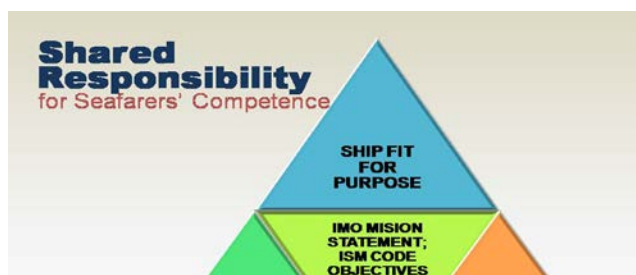 Shared
Responsibility
for Seafarers' Competence
SHIP FIT
FOR
PURPOSE
IMO MISION
STATEMENT;
ISM CODE
OBJECTIVES